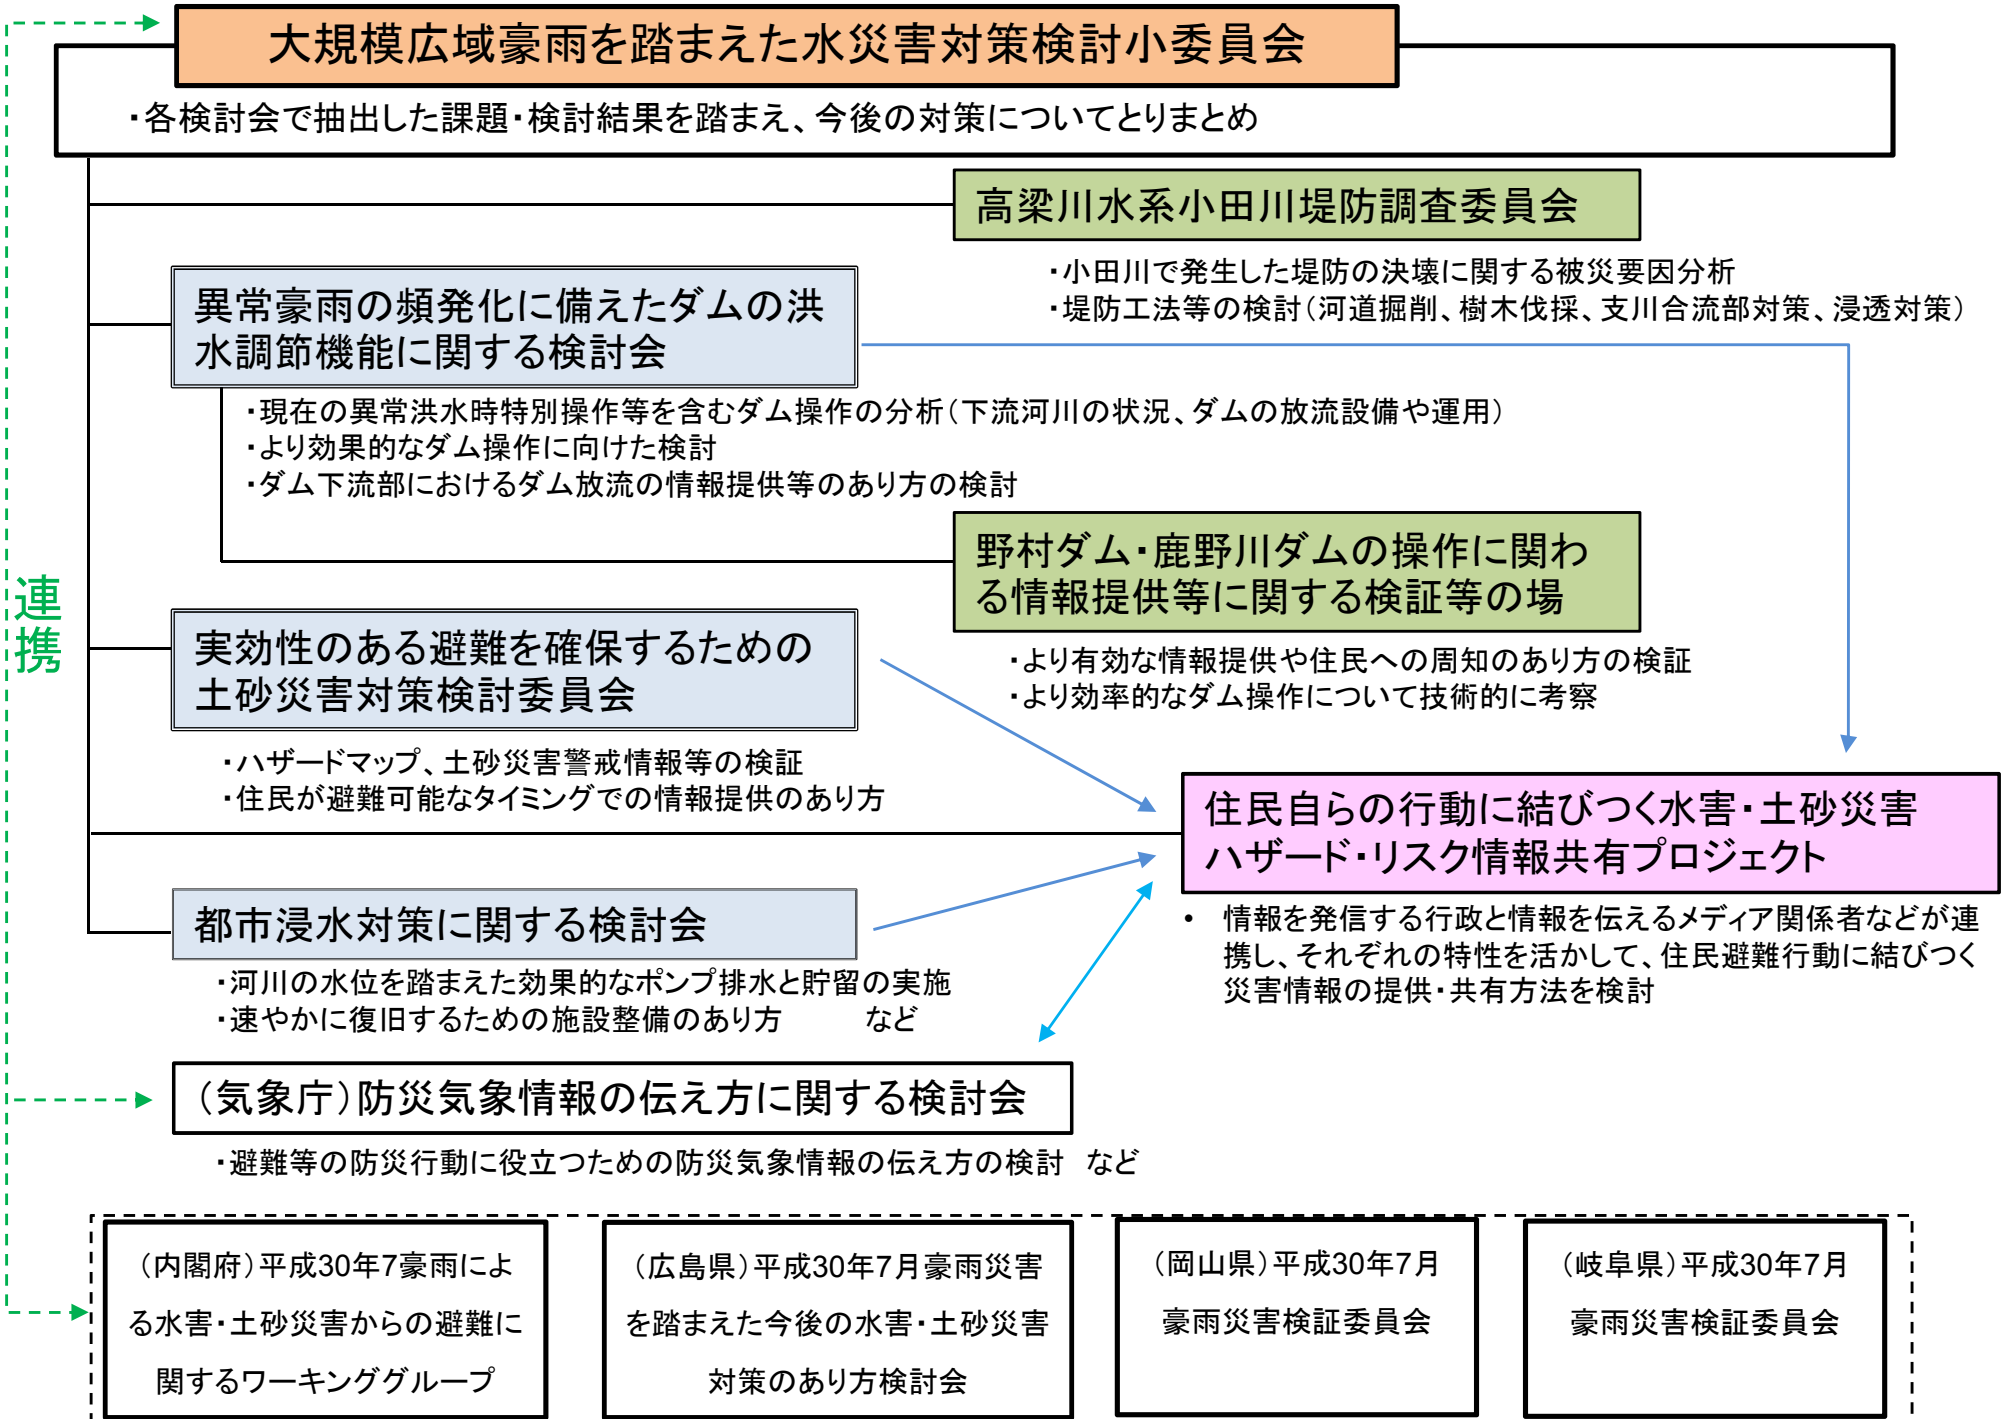 大規模広域豪雨を踏まえた水災害対策検討小委員会
・各検討会で抽出した課題・検討結果を踏まえ、今後の対策についてとりまとめ
高梁川水系小田川堤防調査委員会
・小田川で発生した堤防の決壊に関する被災要因分析
・堤防工法等の検討(河道掘削、樹木伐採、支川合流部対策、浸透対策)
異常豪雨の頻発化に備えたダムの洪
水調節機能に関する検討会
・現在の異常洪水時特別操作等を含むダム操作の分析(下流河川の状況、ダムの放流設備や運用)
・より効果的なダム操作に向けた検討
・ダム下流部におけるダム放流の情報提供等のあり方の検討
野村ダム・鹿野川ダムの操作に関わ
る情報提供等に関する検証等の場
・より有効な情報提供や住民への周知のあり方の検証
・より効率的なダム操作について技術的に考察
連
携
実効性のある避難を確保するための
土砂災害対策検討委員会
・ハザードマップ、土砂災害警戒情報等の検証
・住民が避難可能なタイミングでの情報提供のあり方
住民自らの行動に結びつく水害・土砂災害
ハザード・リスク情報共有プロジェクト
• 情報を発信する行政と情報を伝えるメディア関係者などが連
携し、それぞれの特性を活かして、住民避難行動に結びつく
災害情報の提供・共有方法を検討
都市浸水対策に関する検討会
・河川の水位を踏まえた効果的なポンプ排水と貯留の実施
・速やかに復旧するための施設整備のあり方 など
(気象庁)防災気象情報の伝え方に関する検討会
・避難等の防災行動に役立つための防災気象情報の伝え方の検討 など
(内閣府)平成30年7豪雨によ
る水害・土砂災害からの避難に
関するワーキンググループ
(広島県)平成30年7月豪雨災害
を踏まえた今後の水害・土砂災害
対策のあり方検討会
(岡山県)平成30年7月
豪雨災害検証委員会
(岐阜県)平成30年7月
豪雨災害検証委員会